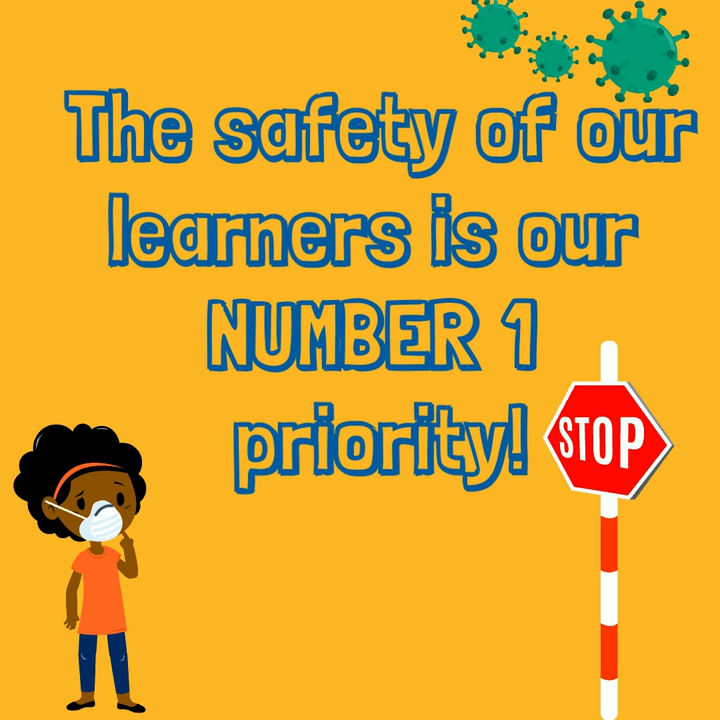 The safety of our
learners is our
NUMBER 1
priority!
STOP